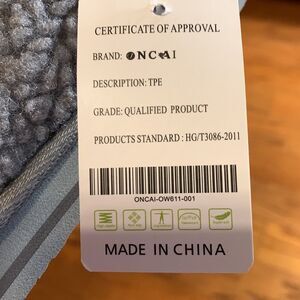 CERTIFICATE OF APPROVAL
BRAND: ONCAI
DESCRIPTION: TPE
GRADE: QUALIFIED PRODUCT
PRODUCTS STANDARD : HG/T3086-2011
ONCAI-OW611-001
MADE IN CHINA